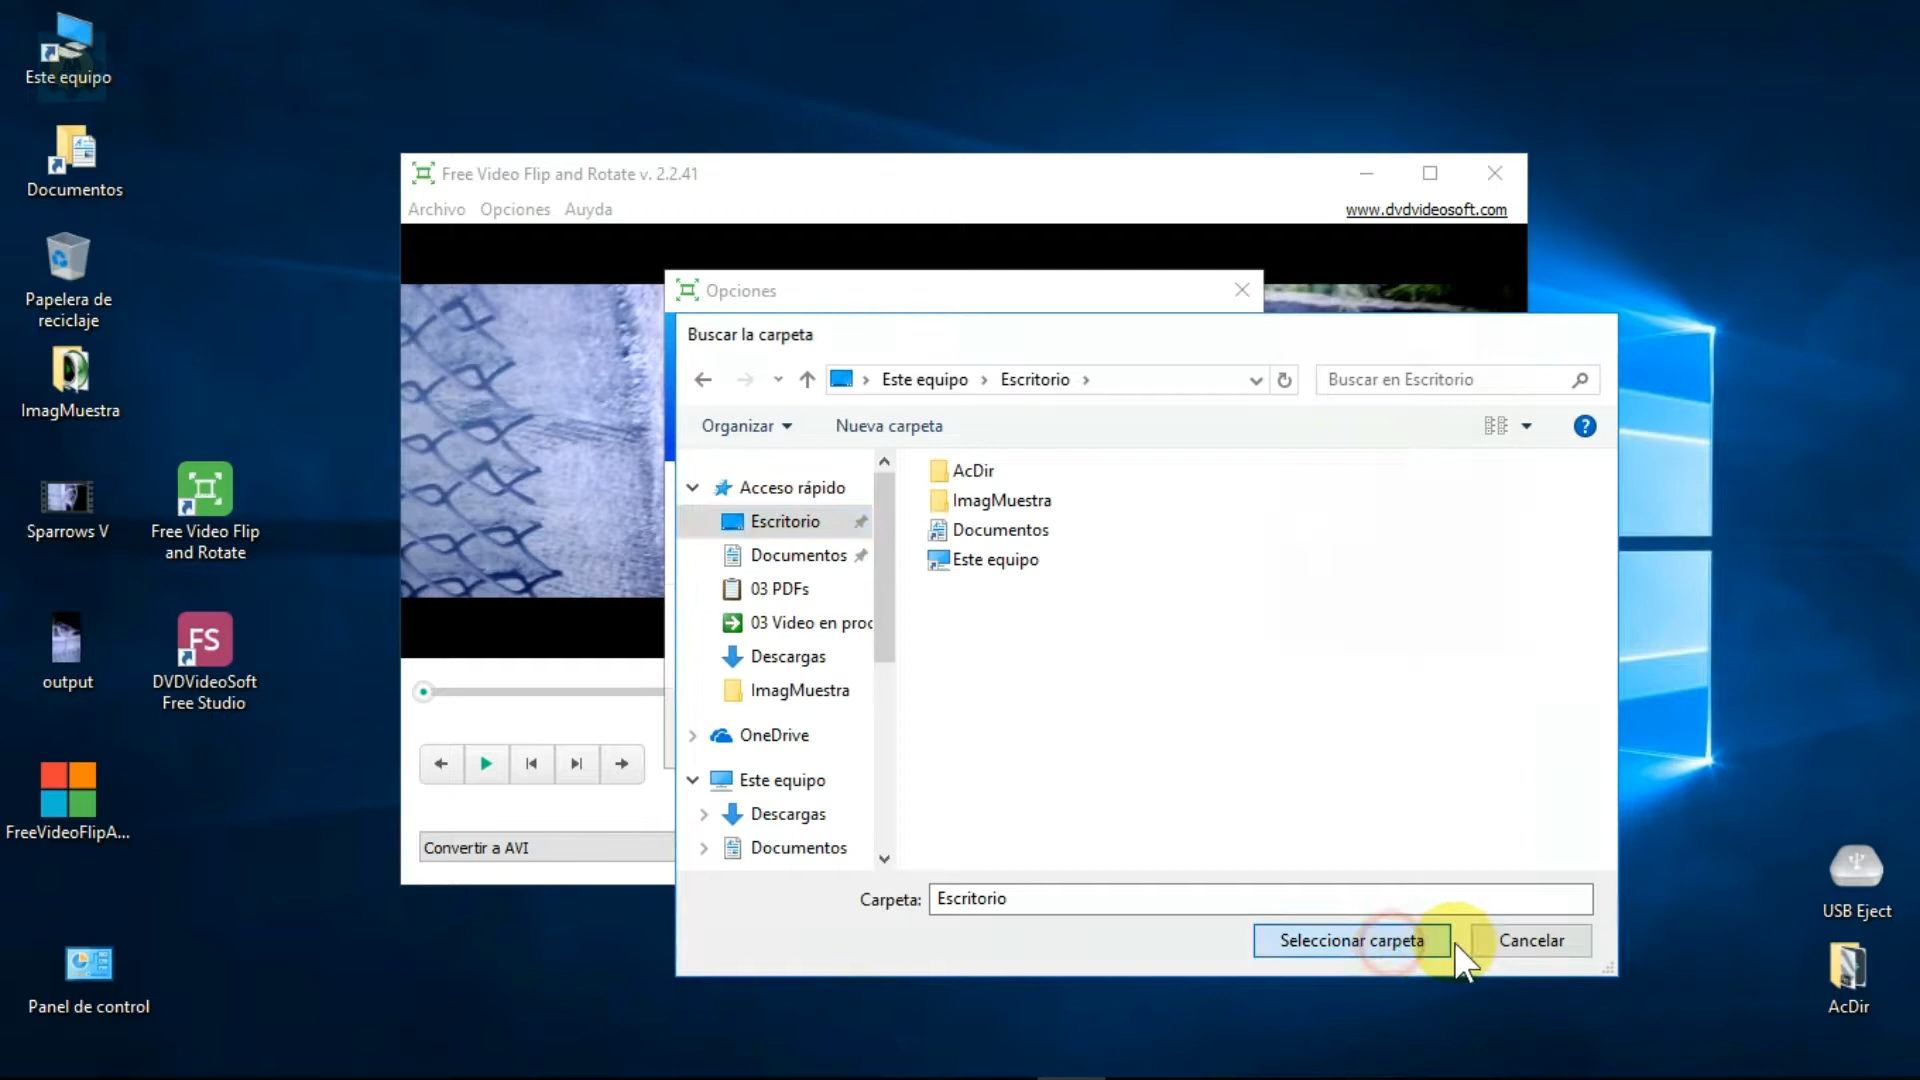 Este equipo
Documentos
Papelera de
reciclaje
ImagMuestra
Sparrows V
Free Video Flip
and Rotate
output
FS
DVDVideoSoft
Free Studio
FreeVideoFlipA...
Panel de control
Free Video Flip and Rotate v. 2.2.41
Archivo Opciones Auyda
www.dvdvideosoft.com
Opciones
Buscar la carpeta
Este equipo > Escritorio >
Buscar en Escritorio
Organizar
Nueva carpeta
?
Acceso rápido
Escritorio
Documentos
03 PDFs
03 Video en proc
Descargas
ImagMuestra
OneDrive
Este equipo
Descargas
Documentos
AcDir
ImagMuestra
Documentos
Este equipo
Convertir a AVI
Carpeta: Escritorio
Seleccionar carpeta
Cancelar
USB Eject
AcDir